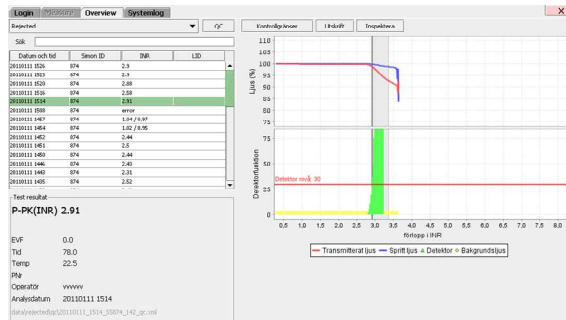 Login Measure Overview Systemlog X
Rejected QC Kontrollgränser Utskrift Inspektera
Sök
Datum och tid Simon ID INR LID
20110111 1526 874 2.9
20110111 1523 874 2.9
20110111 1520 874 2.88
20110111 1516 874 2.58
20110111 1514 874 2.91
20110111 1508 874 error
20110111 1457 874 1.04 / 0.97
20110111 1454 874 1.02 / 0.95
20110111 1452 874 2.44
20110111 1451 874 2.5
20110111 1450 874 2.44
20110111 1446 874 2.43
20110111 1443 874 2.31
20110111 1435 874 2.52
Test resultat
P-PK(INR) 2.91
EVF 0.0
Tid 78.0
Temp 22.5
PNr
Operatör vvvvvv
Analysdatum 20110111 1514
data\rejected\qc\20110111_1514_55874_142_qc.xml
Ljus (%)
110
105
100
95
90
85
80
75
Detektorfunktion
75
50
25
0
Detektor nivå: 30
0,5 1,0 1,5 2,0 2,5 3,0 3,5 4,0 4,5 5,0 5,5 6,0 6,5 7,0 7,5 8,0
förlopp i INR
Transmitterat ljus Spritt ljus Detektor Bakgrundsljus